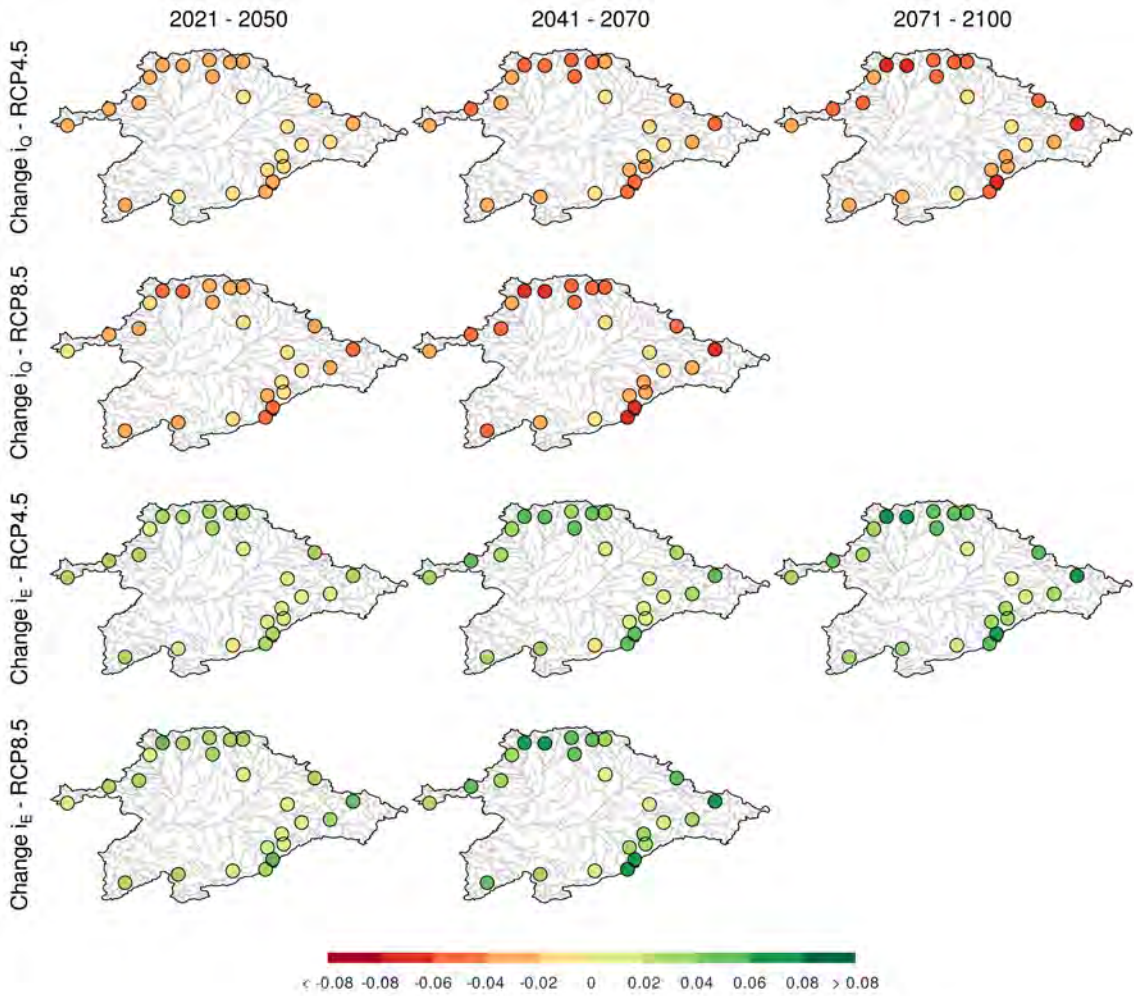 2021 - 2050
2041 - 2070
2071 - 2100
Change iQ - RCP4.5
Change iQ - RCP8.5
Change iE - RCP4.5
Change iE - RCP8.5
< -0.08 -0.08 -0.06 -0.04 -0.02 0 0.02 0.04 0.06 0.08 > 0.08